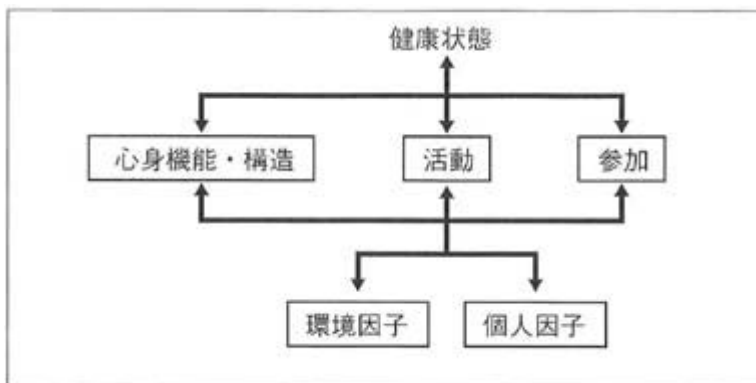 健康状態
心身機能・構造
活動
参加
環境因子
個人因子